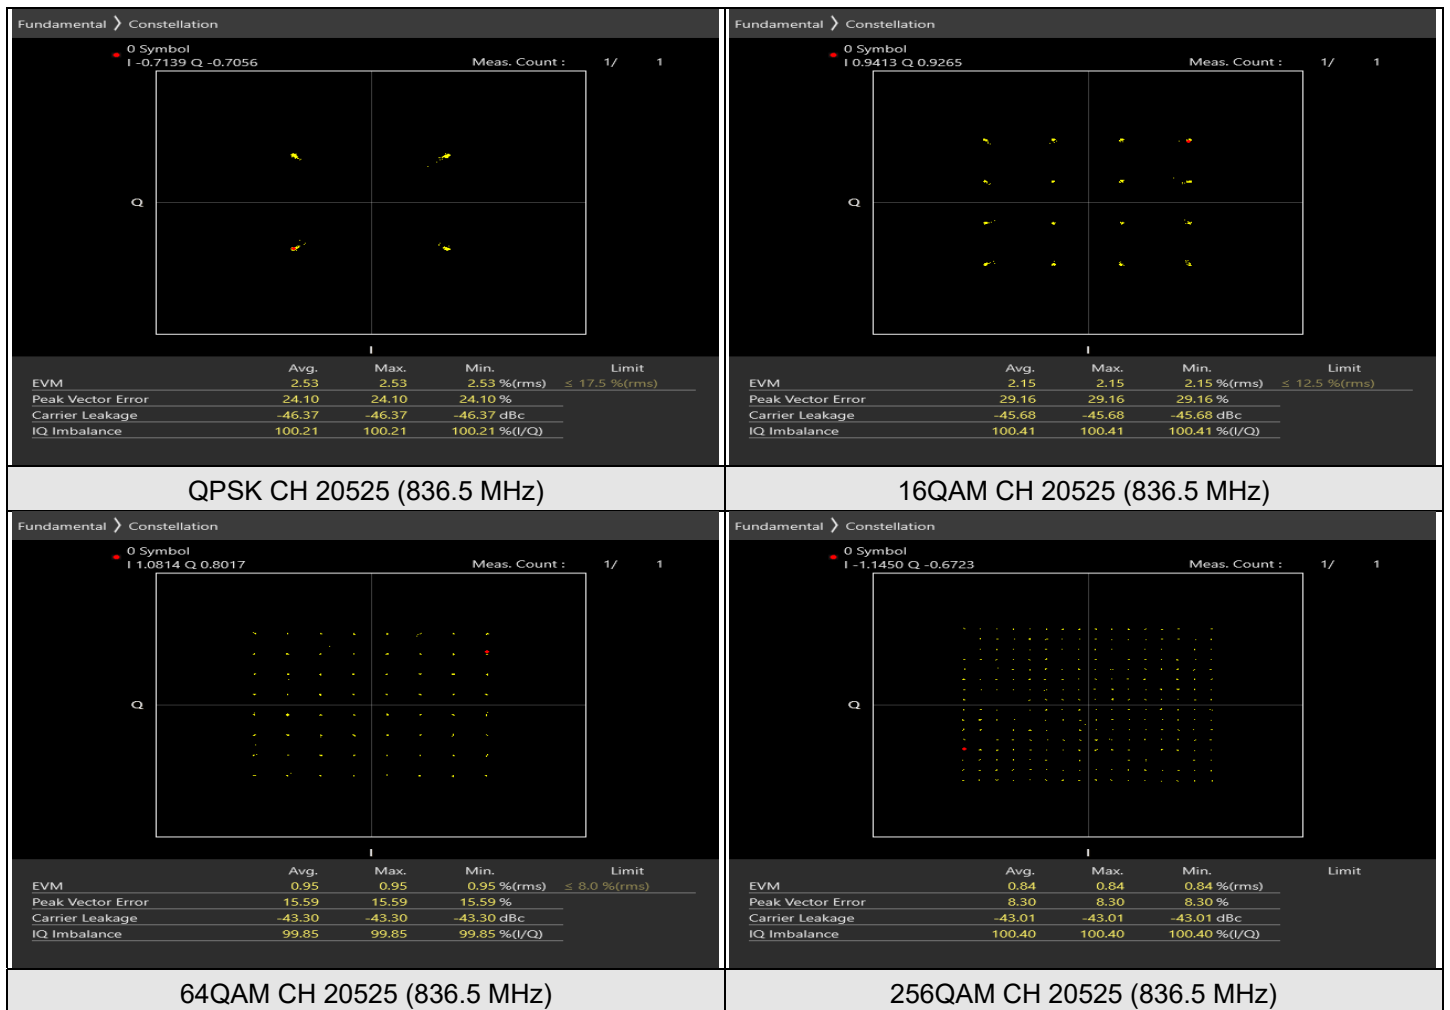 Fundamental ❯ Constellation
0 Symbol
I -0.7139 Q -0.7056
Meas. Count : 1/ 1
Q
I
Avg. Max. Min. Limit
EVM 2.53 2.53 2.53 %(rms) ≤ 17.5 %(rms)
Peak Vector Error 24.10 24.10 24.10 %
Carrier Leakage -46.37 -46.37 -46.37 dBc
IQ Imbalance 100.21 100.21 100.21 %(I/Q)
QPSK CH 20525 (836.5 MHz)
Fundamental ❯ Constellation
0 Symbol
I 0.9413 Q 0.9265
Meas. Count : 1/ 1
Q
I
Avg. Max. Min. Limit
EVM 2.15 2.15 2.15 %(rms) ≤ 12.5 %(rms)
Peak Vector Error 29.16 29.16 29.16 %
Carrier Leakage -45.68 -45.68 -45.68 dBc
IQ Imbalance 100.41 100.41 100.41 %(I/Q)
16QAM CH 20525 (836.5 MHz)
Fundamental ❯ Constellation
0 Symbol
I 1.0814 Q 0.8017
Meas. Count : 1/ 1
Q
I
Avg. Max. Min. Limit
EVM 0.95 0.95 0.95 %(rms) ≤ 8.0 %(rms)
Peak Vector Error 15.59 15.59 15.59 %
Carrier Leakage -43.30 -43.30 -43.30 dBc
IQ Imbalance 99.85 99.85 99.85 %(I/Q)
64QAM CH 20525 (836.5 MHz)
Fundamental ❯ Constellation
0 Symbol
I -1.1450 Q -0.6723
Meas. Count : 1/ 1
Q
I
Avg. Max. Min. Limit
EVM 0.84 0.84 0.84 %(rms)
Peak Vector Error 8.30 8.30 8.30 %
Carrier Leakage -43.01 -43.01 -43.01 dBc
IQ Imbalance 100.40 100.40 100.40 %(I/Q)
256QAM CH 20525 (836.5 MHz)